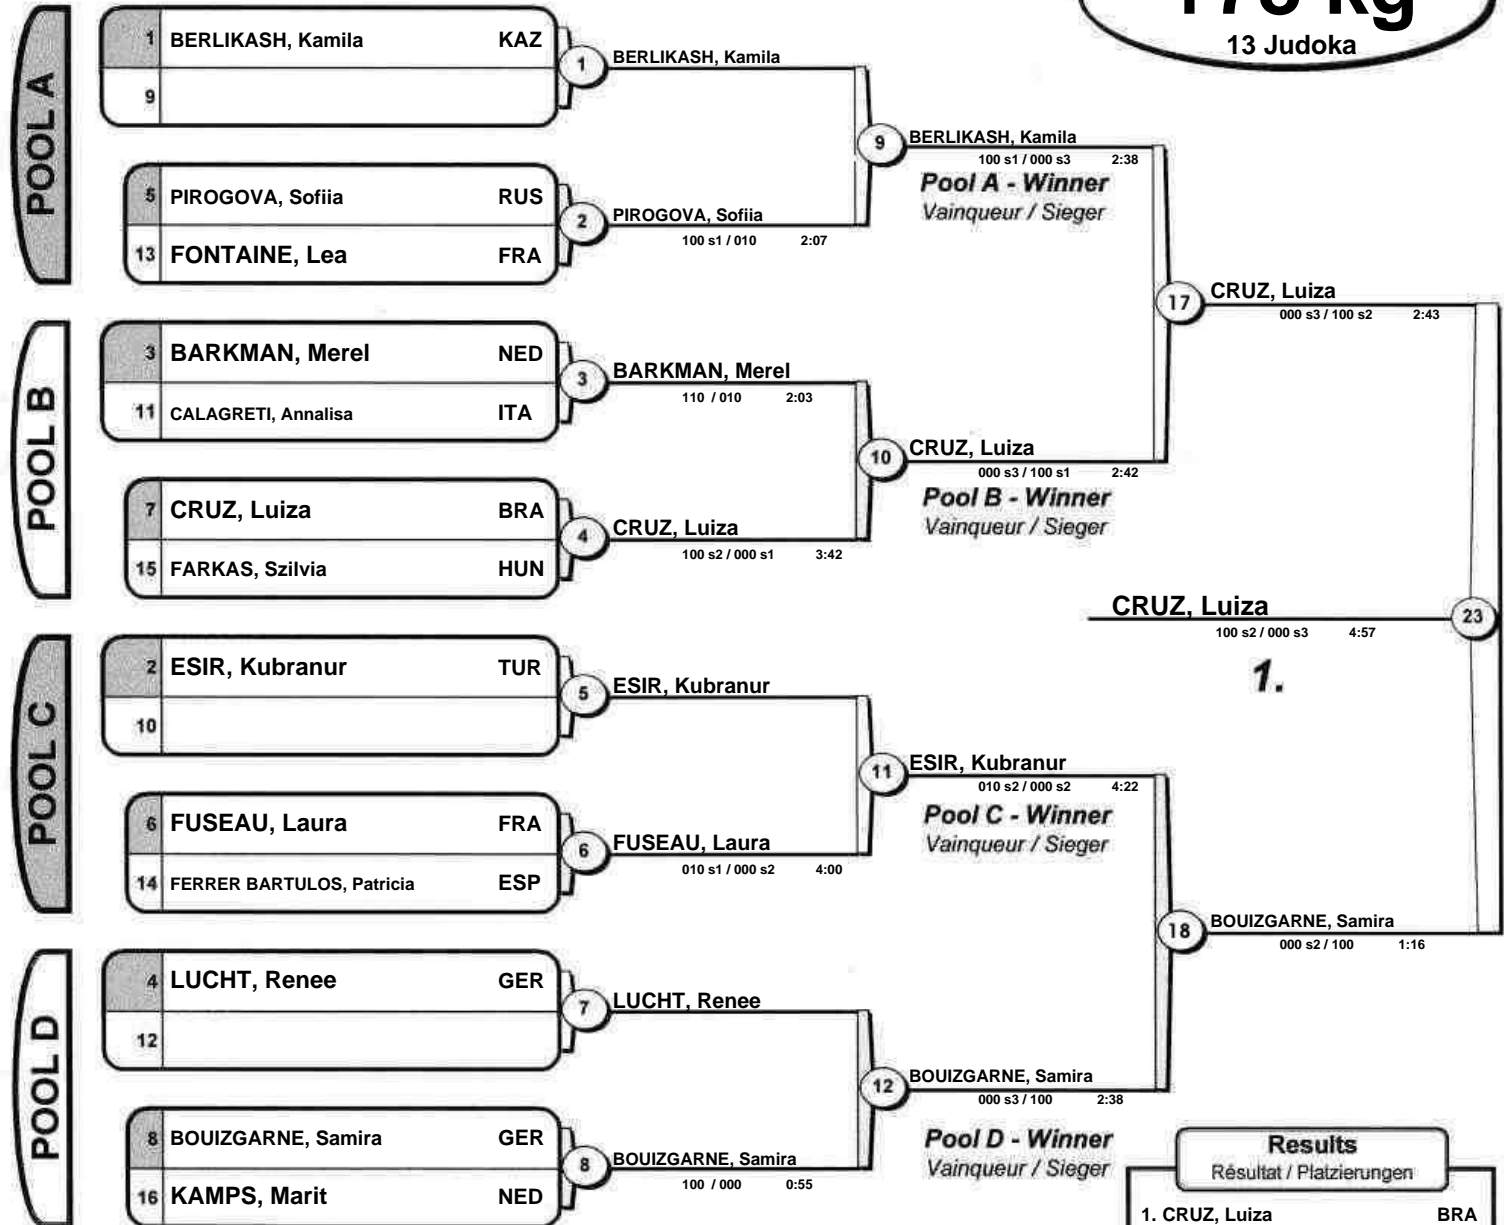 178 kg
13 Judoka
POOL A
1 BERLIKASH, Kamila KAZ
9
1 BERLIKASH, Kamila
5 PIROGOVA, Sofiia RUS
13 FONTAINE, Lea FRA
2 PIROGOVA, Sofiia
100 s1 / 010 2:07
9 BERLIKASH, Kamila
100 s1 / 000 s3 2:38
Pool A - Winner
Vainqueur / Sieger
POOL B
3 BARKMAN, Merel NED
11 CALAGRETI, Annalisa ITA
3 BARKMAN, Merel
110 / 010 2:03
7 CRUZ, Luiza BRA
15 FARKAS, Szilvia HUN
4 CRUZ, Luiza
100 s2 / 000 s1 3:42
10 CRUZ, Luiza
000 s3 / 100 s1 2:42
Pool B - Winner
Vainqueur / Sieger
17 CRUZ, Luiza
000 s3 / 100 s2 2:43
CRUZ, Luiza 23
100 s2 / 000 s3 4:57
1.
POOL C
2 ESIR, Kubranur TUR
10
5 ESIR, Kubranur
6 FUSEAU, Laura FRA
14 FERRER BARTULOS, Patricia ESP
6 FUSEAU, Laura
010 s1 / 000 s2 4:00
11 ESIR, Kubranur
010 s2 / 000 s2 4:22
Pool C - Winner
Vainqueur / Sieger
POOL D
4 LUCHT, Renee GER
12
7 LUCHT, Renee
8 BOUIZGARNE, Samira GER
16 KAMPS, Marit NED
8 BOUIZGARNE, Samira
100 / 000 0:55
12 BOUIZGARNE, Samira
000 s3 / 100 2:38
Pool D - Winner
Vainqueur / Sieger
18 BOUIZGARNE, Samira
000 s2 / 100 1:16
Results
Résultat / Platzierungen
1. CRUZ, Luiza BRA